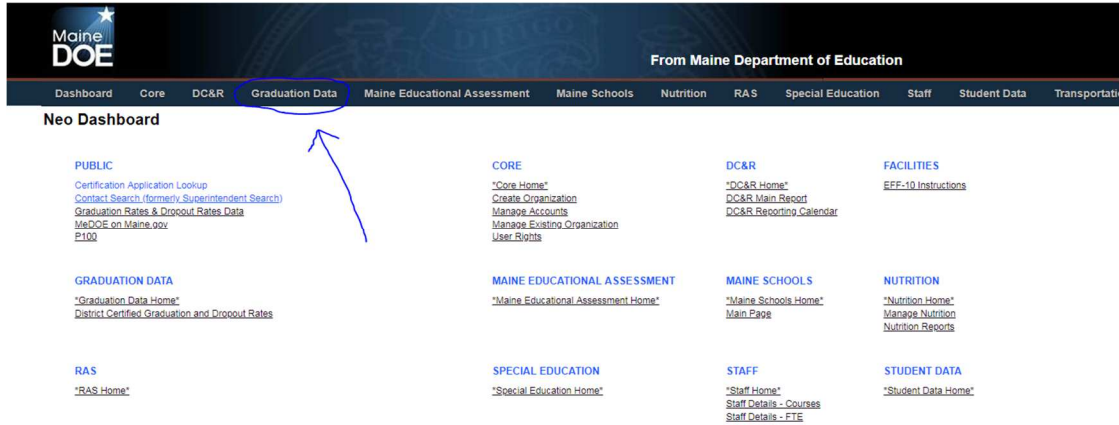 Maine
DOE
From Maine Department of Education
Dashboard Core DC&R Graduation Data Maine Educational Assessment Maine Schools Nutrition RAS Special Education Staff Student Data Transportati
Neo Dashboard
PUBLIC
Certification Application Lookup
Contact Search (formerly Superintendent Search)
Graduation Rates & Dropout Rates Data
MeDOE on Maine.gov
P100
CORE
*Core Home*
Create Organization
Manage Accounts
Manage Existing Organization
User Rights
DC&R
*DC&R Home*
DC&R Main Report
DC&R Reporting Calendar
FACILITIES
EFF-10 Instructions
GRADUATION DATA
*Graduation Data Home*
District Certified Graduation and Dropout Rates
MAINE EDUCATIONAL ASSESSMENT
*Maine Educational Assessment Home*
MAINE SCHOOLS
*Maine Schools Home*
Main Page
NUTRITION
*Nutrition Home*
Manage Nutrition
Nutrition Reports
RAS
*RAS Home*
SPECIAL EDUCATION
*Special Education Home*
STAFF
*Staff Home*
Staff Details - Courses
Staff Details - FTE
STUDENT DATA
*Student Data Home*